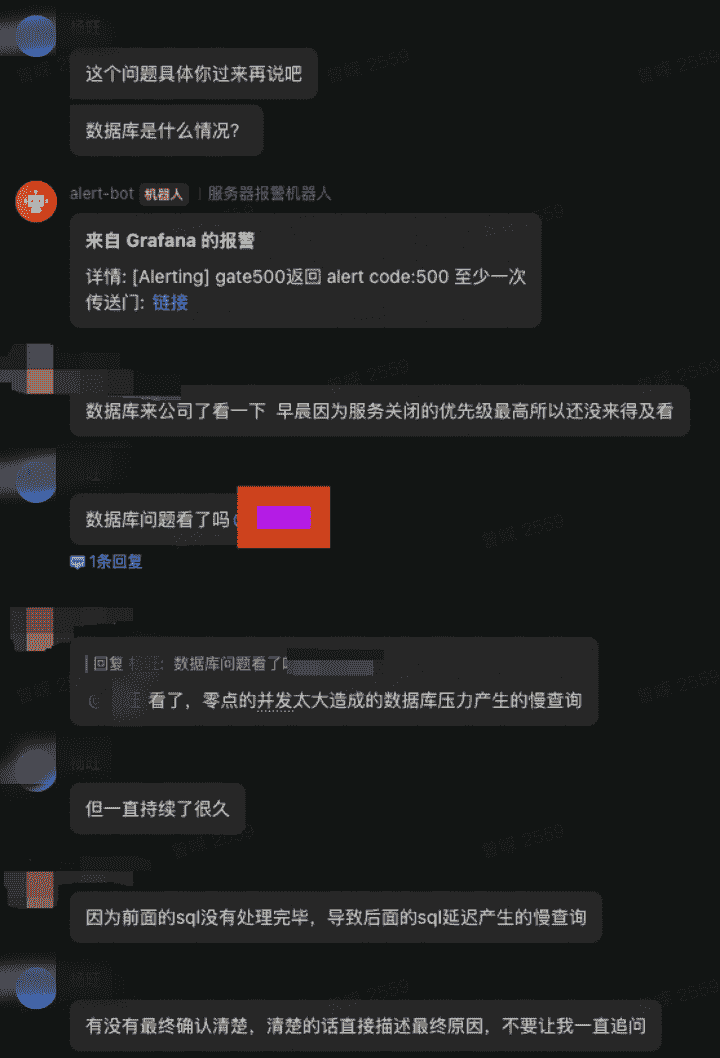 这个问题具体你过来再说吧
数据库是什么情况？
alert-bot 机器人 | 服务器报警机器人
来自 Grafana 的报警
详情: [Alerting] gate500返回 alert code:500 至少一次
传送门: 链接
数据库来公司了看一下 早晨因为服务关闭的优先级最高所以还没来得及看
数据库问题看了吗
1条回复
回复 数据库问题看了
看了，零点的并发太大造成的数据库压力产生的慢查询
但一直持续了很久
因为前面的sql没有处理完毕，导致后面的sql延迟产生的慢查询
有没有最终确认清楚，清楚的话直接描述最终原因，不要让我一直追问